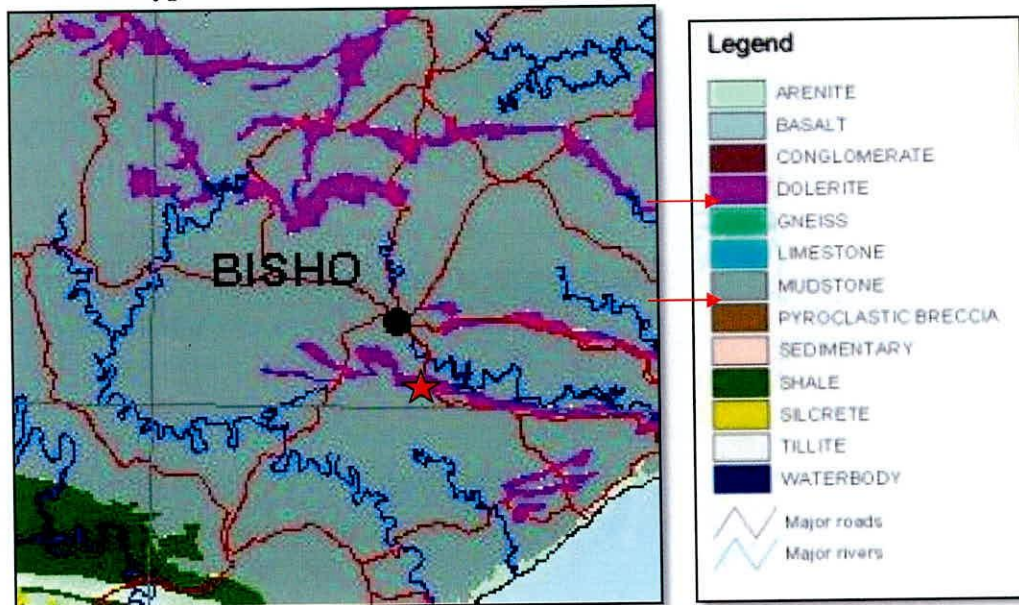 BISHO
Legend
ARENITE
BASALT
CONGLOMERATE
DOLERITE
GNEISS
LIMESTONE
MUDSTONE
PYROCLASTIC BRECCIA
SEDIMENTARY
SHALE
SILCRETE
TILLITE
WATERBODY
Major roads
Major rivers